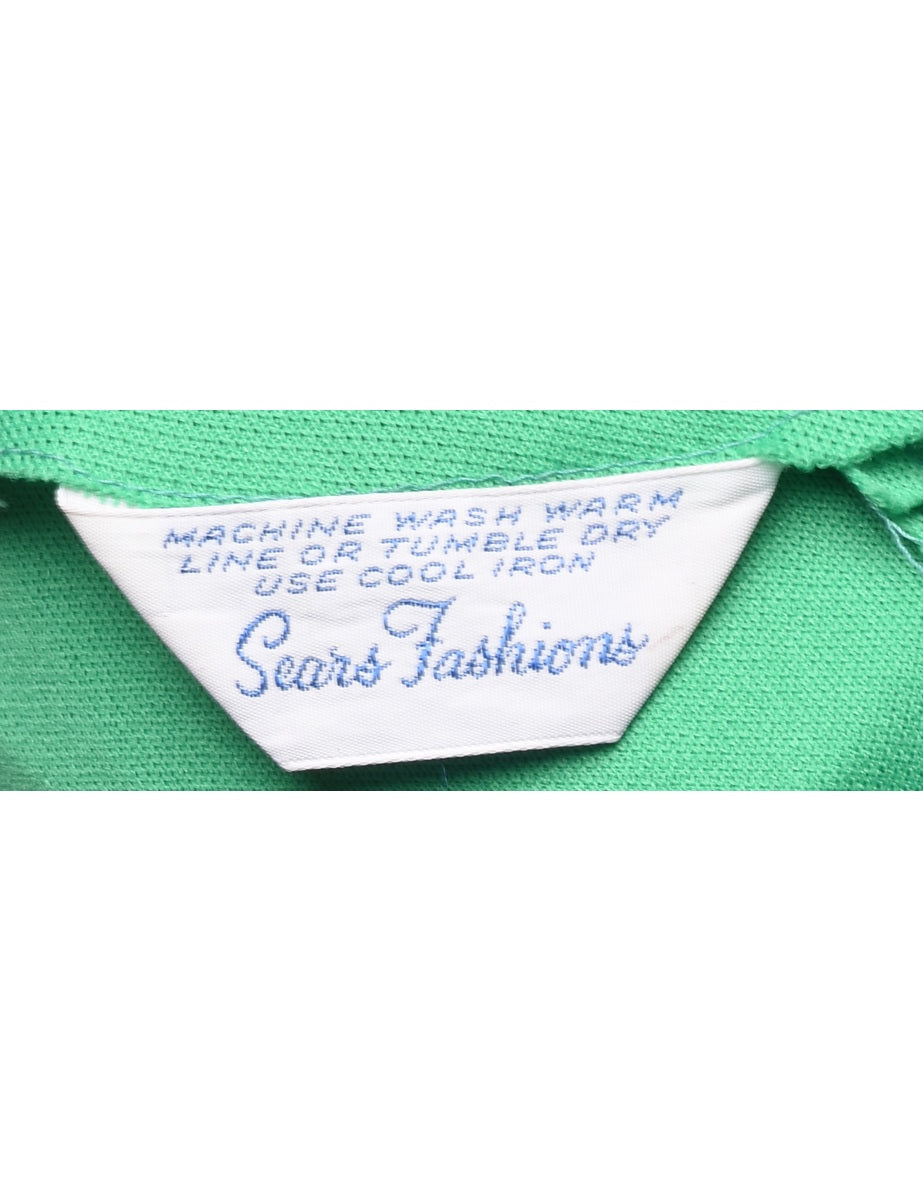 MACHINE WASH WARM
LINE OR TUMBLE DRY
USE COOL IRON
Sears Fashions